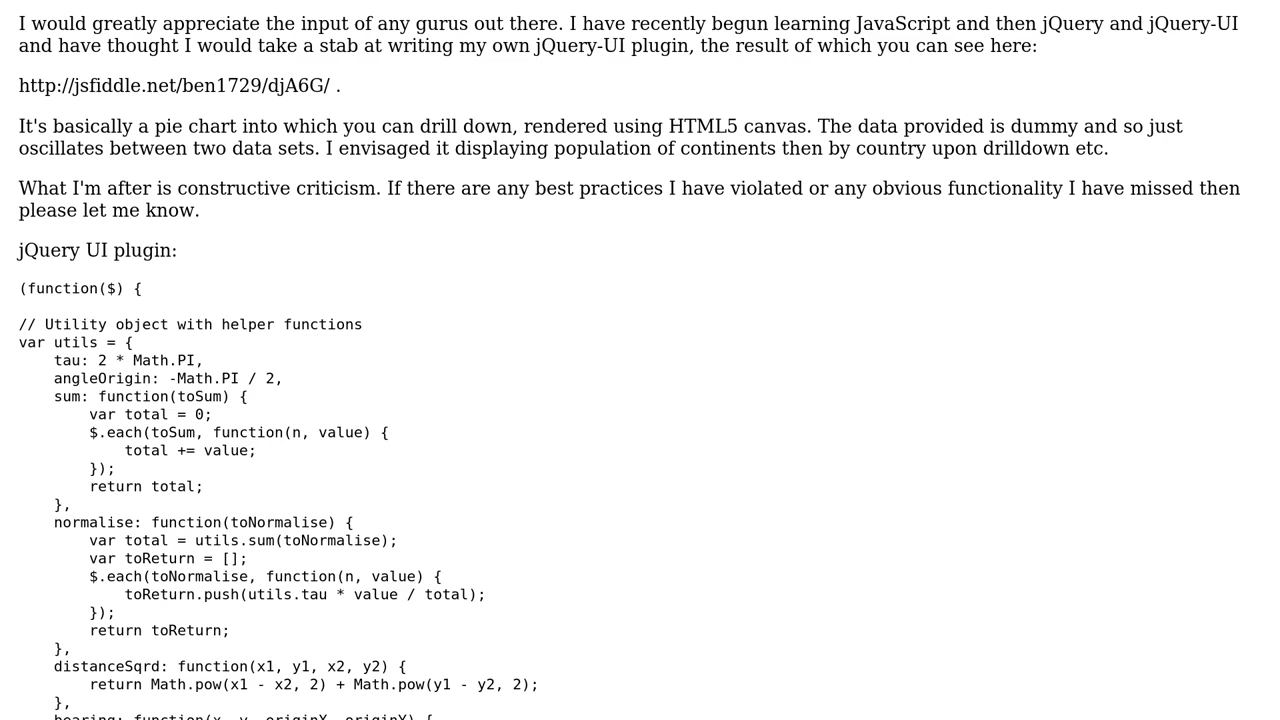 I would greatly appreciate the input of any gurus out there. I have recently begun learning JavaScript and then jQuery and jQuery-UI
and have thought I would take a stab at writing my own jQuery-UI plugin, the result of which you can see here:
http://jsfiddle.net/ben1729/djA6G/ .
It's basically a pie chart into which you can drill down, rendered using HTML5 canvas. The data provided is dummy and so just
oscillates between two data sets. I envisaged it displaying population of continents then by country upon drilldown etc.
What I'm after is constructive criticism. If there are any best practices I have violated or any obvious functionality I have missed then
please let me know.
jQuery UI plugin:
(function($) {
// Utility object with helper functions
var utils = {
    tau: 2 * Math.PI,
    angleOrigin: -Math.PI / 2,
    sum: function(toSum) {
        var total = 0;
        $.each(toSum, function(n, value) {
            total += value;
        });
        return total;
    },
    normalise: function(toNormalise) {
        var total = utils.sum(toNormalise);
        var toReturn = [];
        $.each(toNormalise, function(n, value) {
            toReturn.push(utils.tau * value / total);
        });
        return toReturn;
    },
    distanceSqrd: function(x1, y1, x2, y2) {
        return Math.pow(x1 - x2, 2) + Math.pow(y1 - y2, 2);
    },
    bearing: function(x, y, originX, originY) {